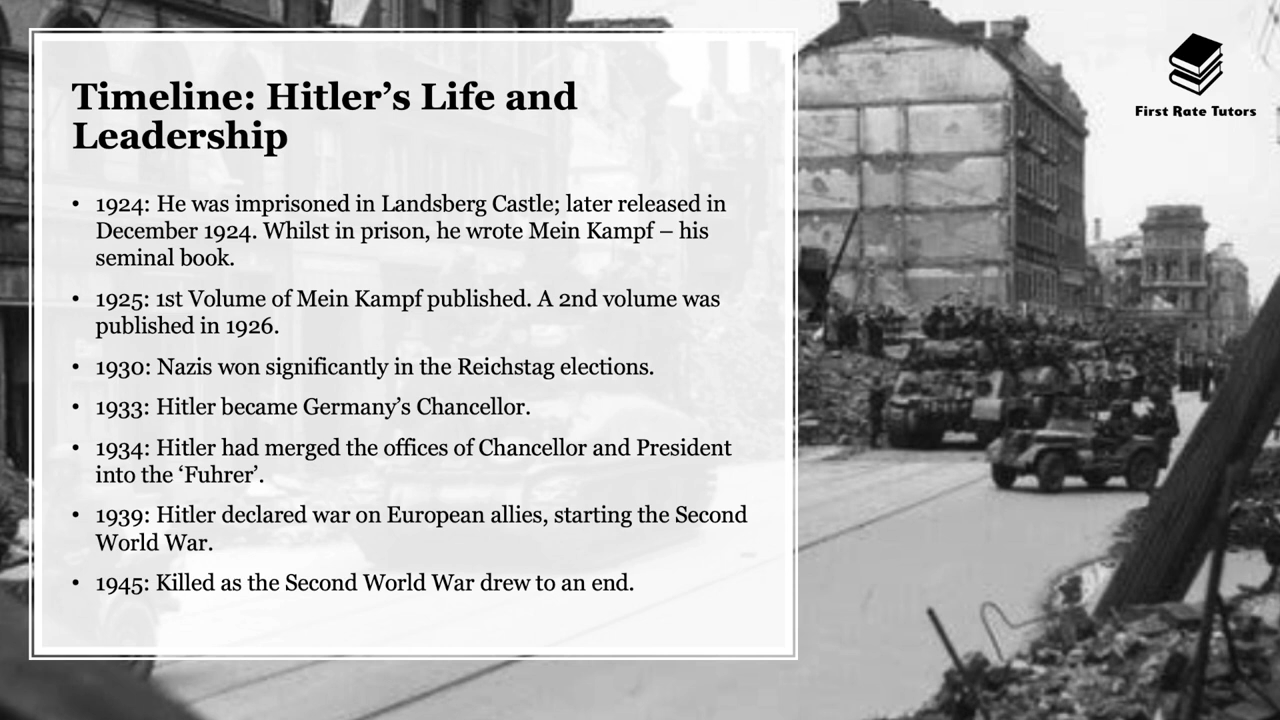 Timeline: Hitler’s Life and
Leadership
• 1924: He was imprisoned in Landsberg Castle; later released in
December 1924. Whilst in prison, he wrote Mein Kampf – his
seminal book.
• 1925: 1st Volume of Mein Kampf published. A 2nd volume was
published in 1926.
• 1930: Nazis won significantly in the Reichstag elections.
• 1933: Hitler became Germany’s Chancellor.
• 1934: Hitler had merged the offices of Chancellor and President
into the ‘Fuhrer’.
• 1939: Hitler declared war on European allies, starting the Second
World War.
• 1945: Killed as the Second World War drew to an end.
First Rate Tutors